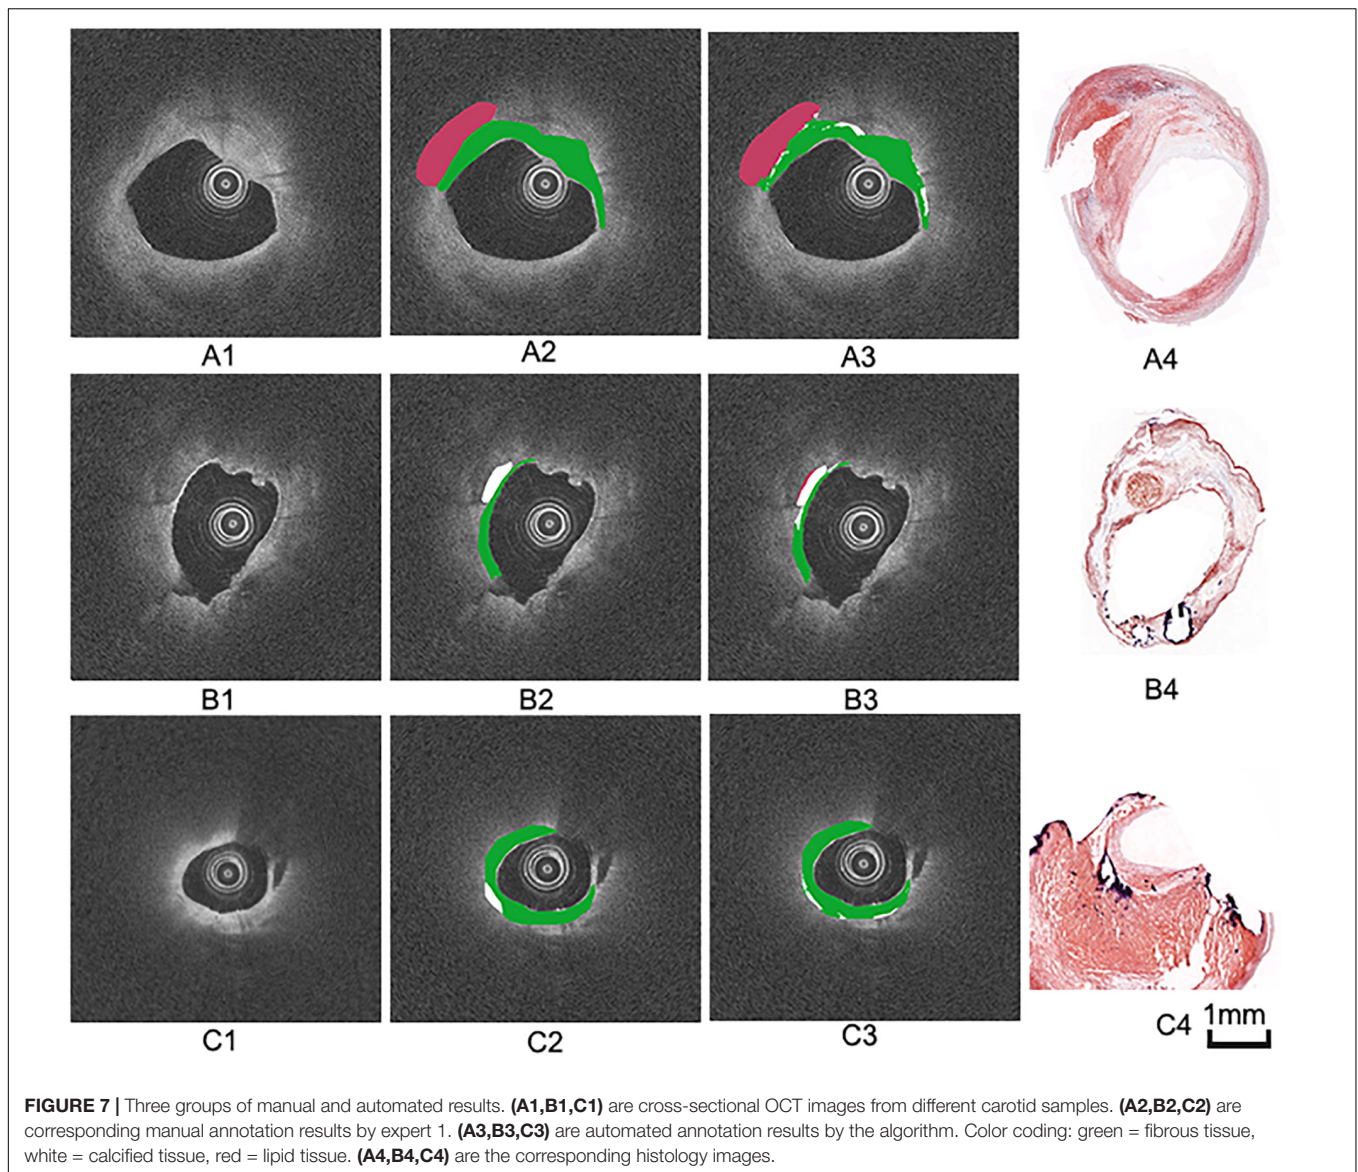 A1
A2
A3
A4
B1
B2
B3
B4
C1
C2
C3
C4
1mm
FIGURE 7 | Three groups of manual and automated results. (A1,B1,C1) are cross-sectional OCT images from different carotid samples. (A2,B2,C2) are
corresponding manual annotation results by expert 1. (A3,B3,C3) are automated annotation results by the algorithm. Color coding: green = fibrous tissue,
white = calcified tissue, red = lipid tissue. (A4,B4,C4) are the corresponding histology images.